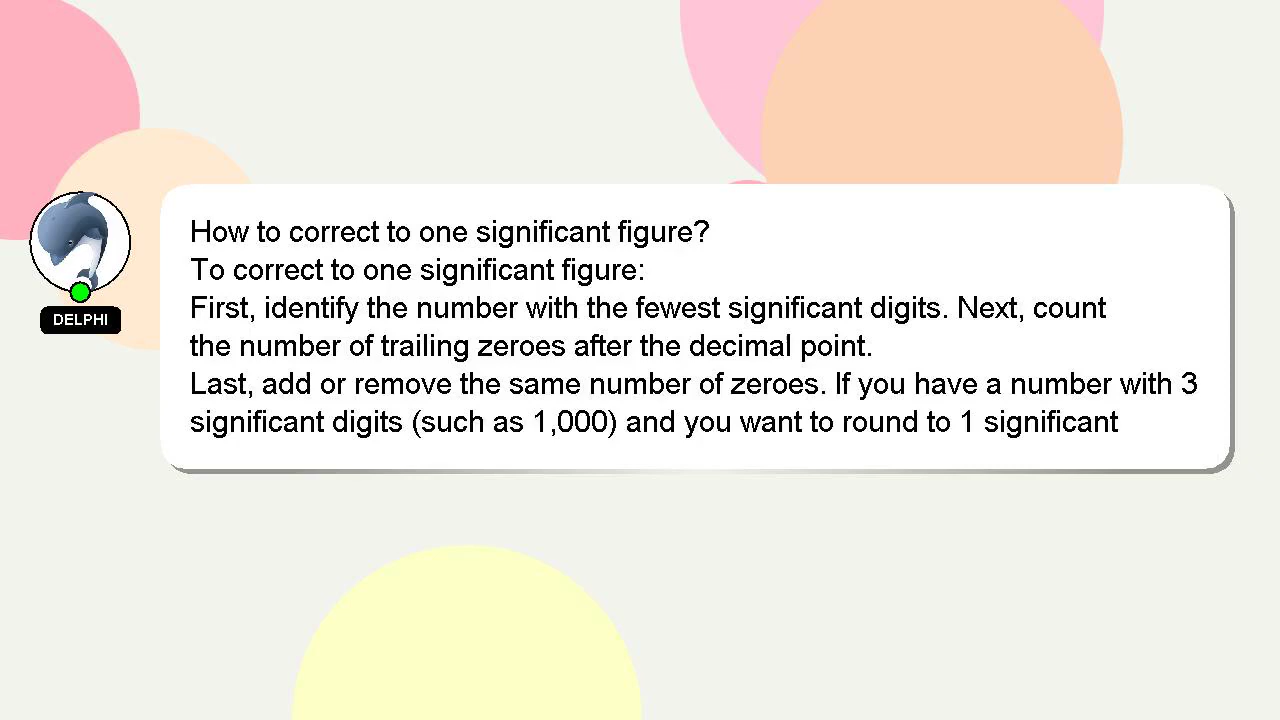 How to correct to one significant figure?
To correct to one significant figure:
First, identify the number with the fewest significant digits. Next, count
the number of trailing zeroes after the decimal point.
Last, add or remove the same number of zeroes. If you have a number with 3
significant digits (such as 1,000) and you want to round to 1 significant
DELPHI